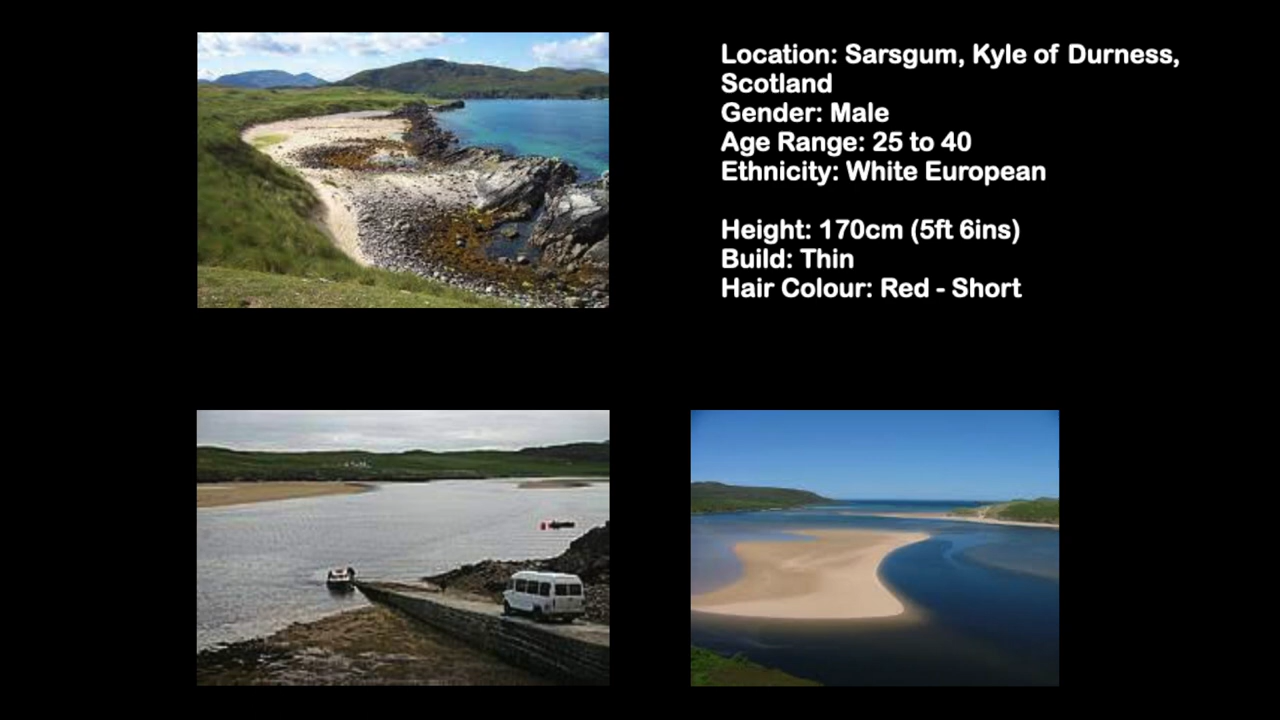 Location: Sarsgum, Kyle of Durness,
Scotland
Gender: Male
Age Range: 25 to 40
Ethnicity: White European
Height: 170cm (5ft 6ins)
Build: Thin
Hair Colour: Red - Short